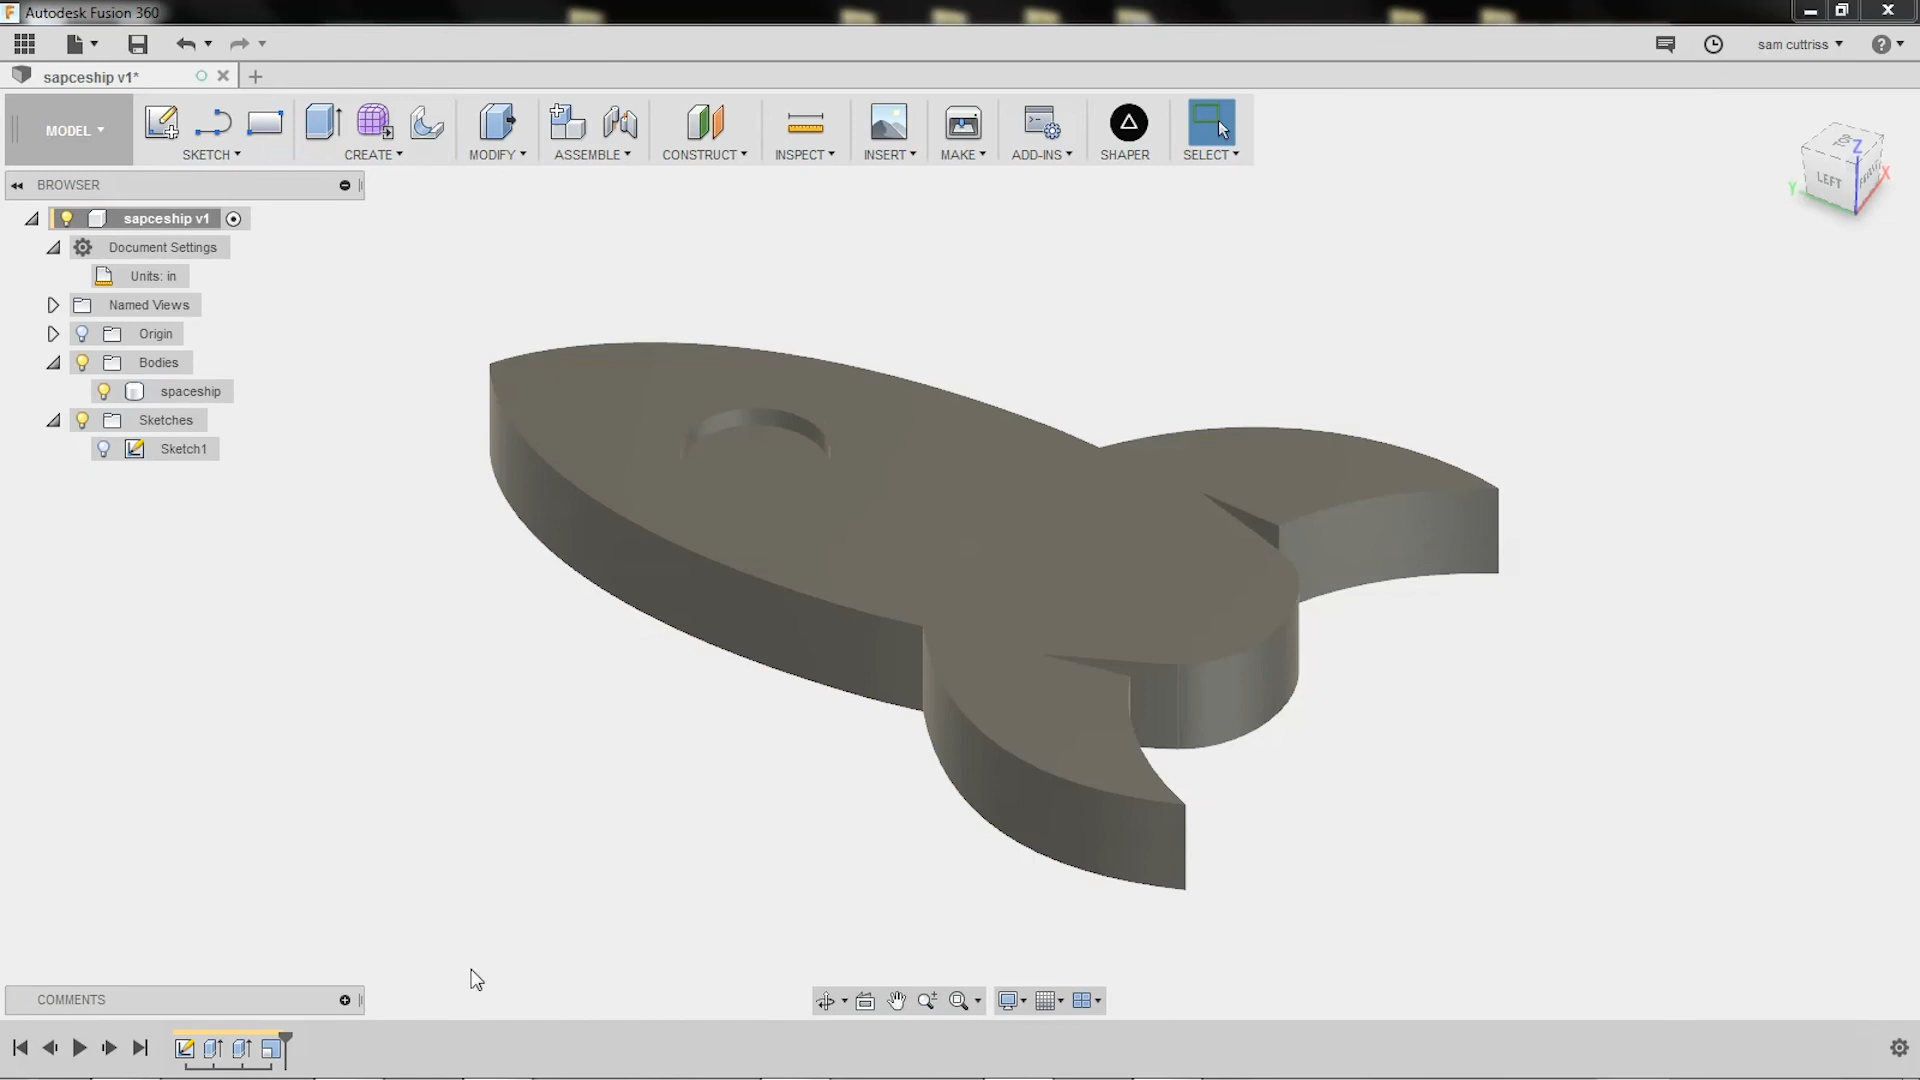 Autodesk Fusion 360
sam cuttriss
sapceship v1*
MODEL
SKETCH
CREATE
MODIFY
ASSEMBLE
CONSTRUCT
INSPECT
INSERT
MAKE
ADD-INS
SHAPER
SELECT
BROWSER
sapceship v1
Document Settings
Units: in
Named Views
Origin
Bodies
spaceship
Sketches
Sketch1
Z
LEFT
X
Y
COMMENTS